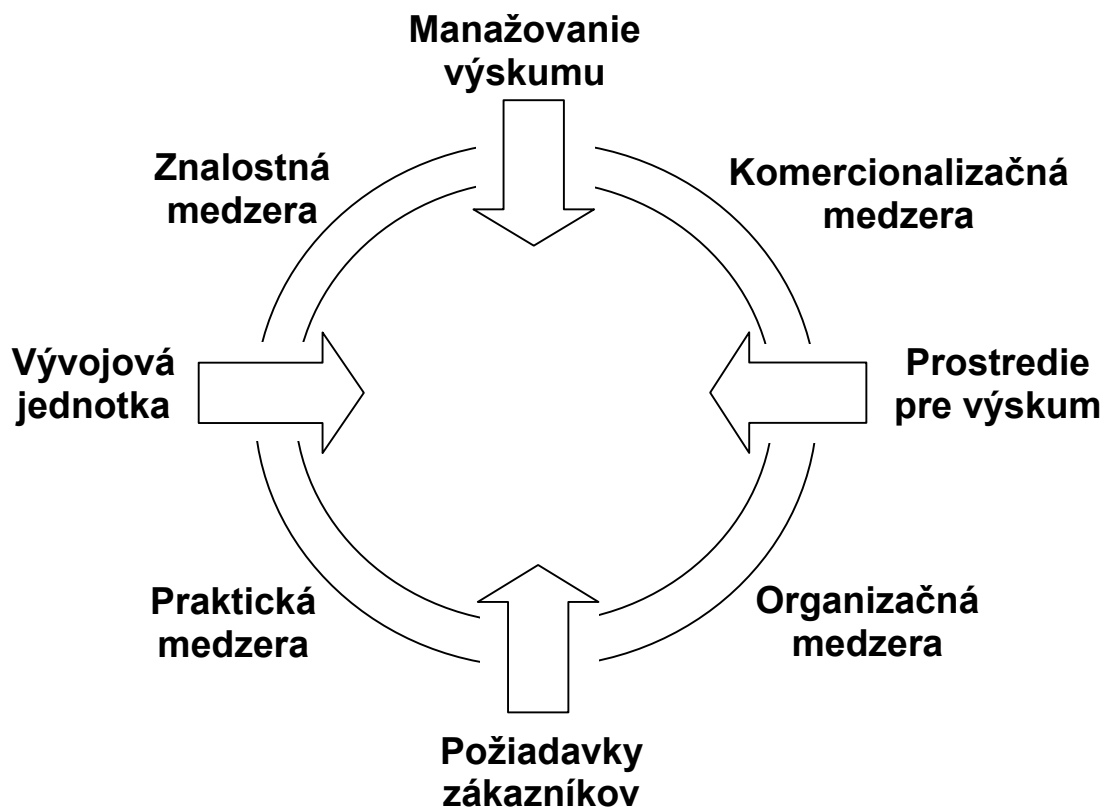 Manažovanie
výskumu
Znalostná
medzera
Komercionalizačná
medzera
Vývojová
jednotka
Prostredie
pre výskum
Praktická
medzera
Organizačná
medzera
Požiadavky
zákazníkov